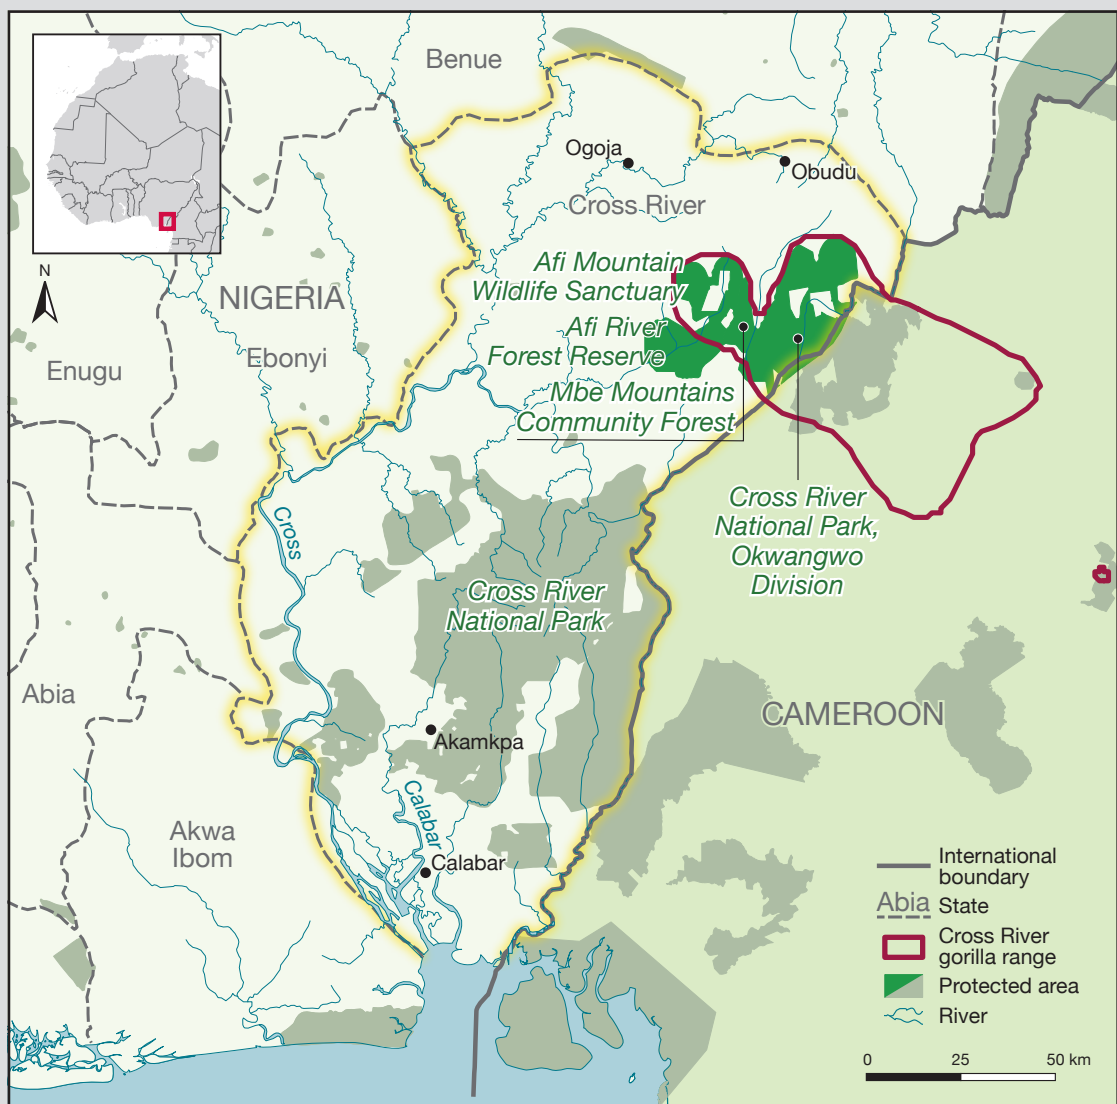 Benue
Ogoja
Obudu
Cross River
N
Afi Mountain
Wildlife Sanctuary
NIGERIA
Afi River
Forest Reserve
Ebonyi
Enugu
Mbe Mountains
Community Forest
Cross River
National Park,
Okwangwo
Division
Cross
Cross River
National Park
Abia
CAMEROON
Akamkpa
Calabar
Akwa
Ibom
Calabar
International
boundary
Abia
State
Cross River
gorilla range
Protected area
River
0
25
50 km